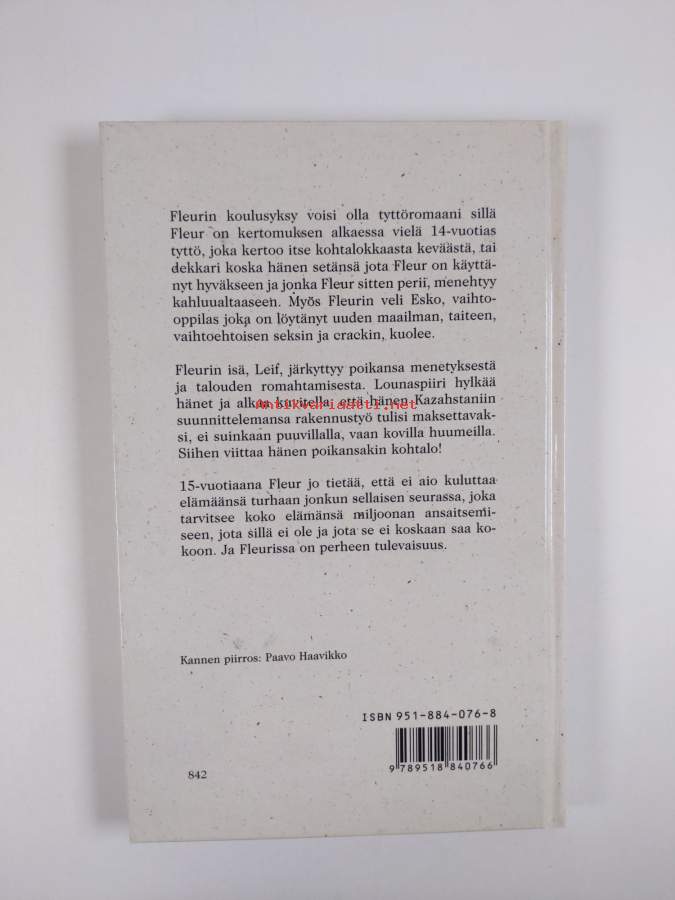 Fleurin koulusyksy voisi olla tyttöromaani sillä
Fleur on kertomuksen alkaessa vielä 14-vuotias
tyttö, joka kertoo itse kohtalokkaasta keväästä, tai
dekkari koska hänen setänsä jota Fleur on käyttä-
nyt hyväkseen ja jonka Fleur sitten perii, menehtyy
kahluualtaaseen. Myös Fleurin veli Esko, vaihto-
oppilas joka on löytänyt uuden maailman, taiteen,
vaihtoehtoisen seksin ja crackin, kuolee.
Fleurin isä, Leif, järkyttyy poikansa menetyksestä
ja talouden romahtamisesta. Lounaspiiri hylkää
hänet ja alkaa kuvitella, että hänen Kazahstaniin
Antikvariaatti.net
suunnittelemansa rakennustyö tulisi maksettavak-
si, ei suinkaan puuvillalla, vaan kovilla huumeilla.
Siihen viittaa hänen poikansakin kohtalo!
15-vuotiaana Fleur jo tietää, että ei aio kuluttaa
elämäänsä turhaan jonkun sellaisen seurassa, joka
tarvitsee koko elämänsä miljoonan ansaitsemi-
seen, jota sillä ei ole ja jota se ei koskaan saa ko-
koon. Ja Fleurissa on perheen tulevaisuus.
Kannen piirros: Paavo Haavikko
ISBN 951-884-076-8
9 789518 840766
842